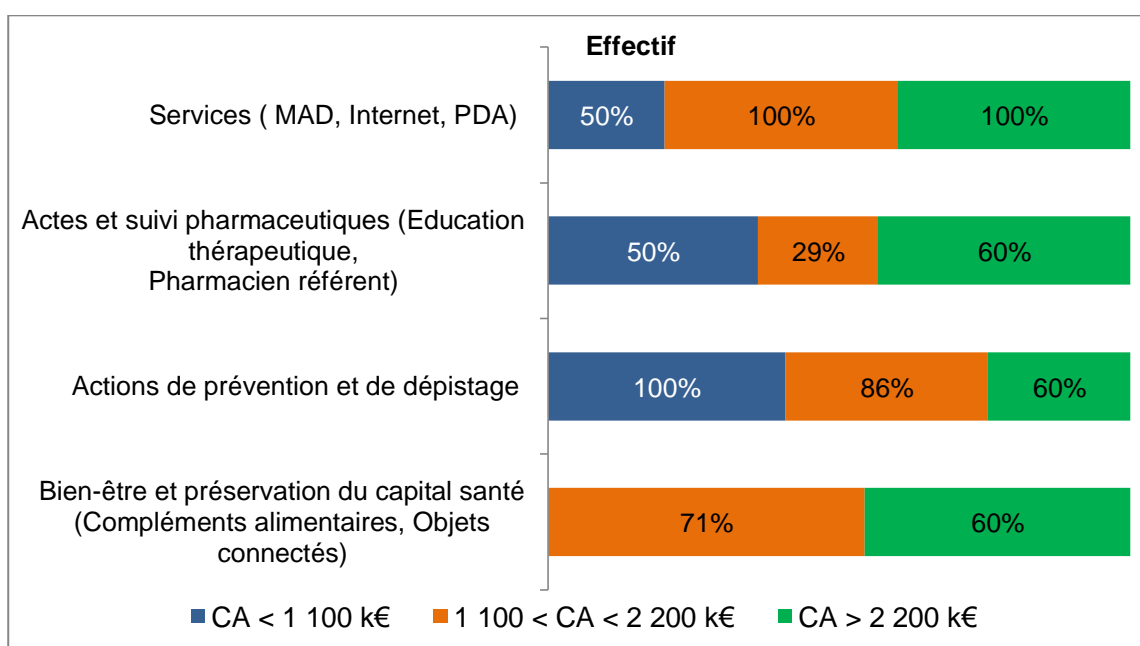 Effectif
Services ( MAD, Internet, PDA)
50% 100% 100%
Actes et suivi pharmaceutiques (Education
thérapeutique,
Pharmacien référent)
50% 29% 60%
Actions de prévention et de dépistage
100% 86% 60%
Bien-être et préservation du capital santé
(Compléments alimentaires, Objets
connectés)
71% 60%
CA < 1 100 k€ 1 100 < CA < 2 200 k€ CA > 2 200 k€